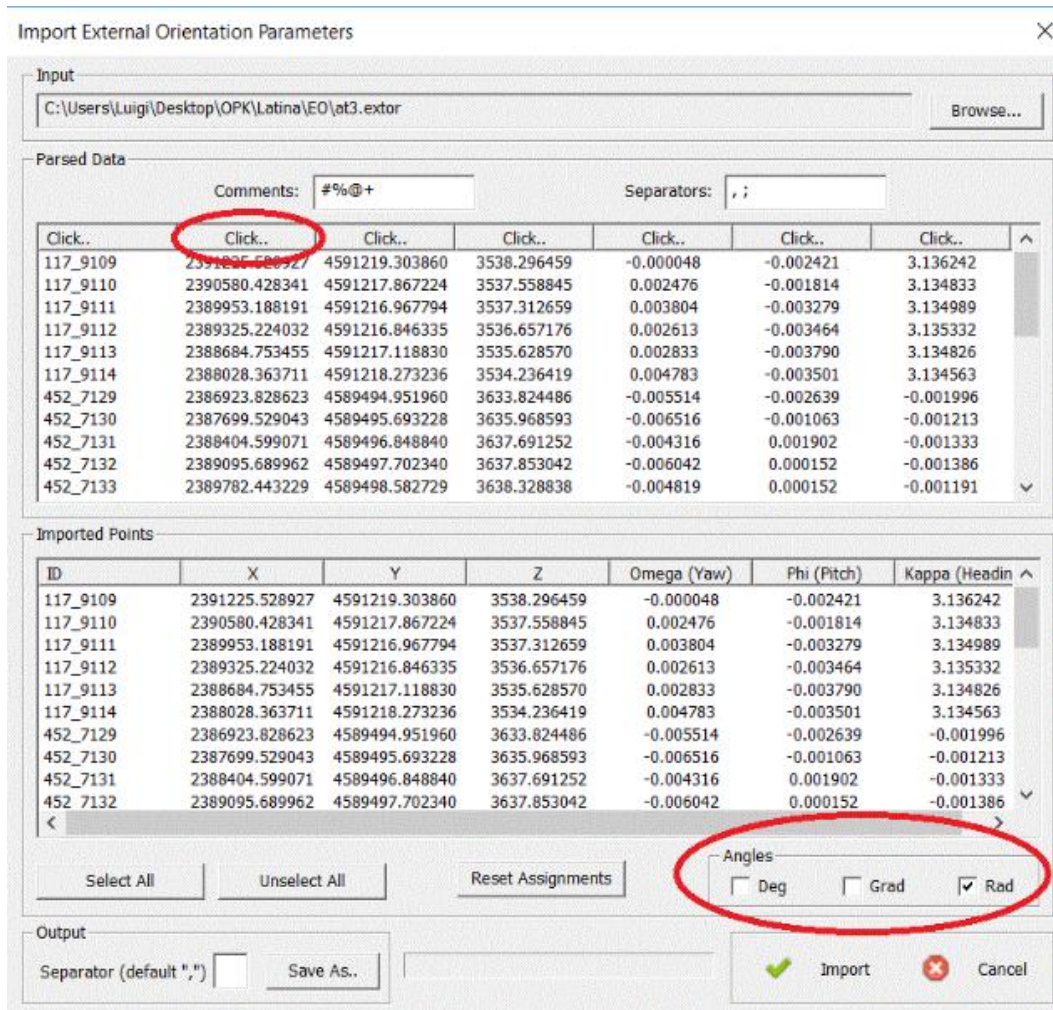 Import External Orientation Parameters
Input
C:\Users\Luigi\Desktop\OPK\Latina\EO\at3.extor
Browse...
Parsed Data
Comments: #%@+ Separators: , ;
Click.. Click.. Click.. Click.. Click.. Click.. Click..
117_9109 2391225.528927 4591219.303860 3538.296459 -0.000048 -0.002421 3.136242
117_9110 2390580.428341 4591217.867224 3537.558845 0.002476 -0.001814 3.134833
117_9111 2389953.188191 4591216.967794 3537.312659 0.003804 -0.003279 3.134989
117_9112 2389325.224032 4591216.846335 3536.657176 0.002613 -0.003464 3.135332
117_9113 2388684.753455 4591217.118830 3535.628570 0.002833 -0.003790 3.134826
117_9114 2388028.363711 4591218.273236 3534.236419 0.004783 -0.003501 3.134563
452_7129 2386923.828623 4589494.951960 3633.824486 -0.005514 -0.002639 -0.001996
452_7130 2387699.529043 4589495.693228 3635.968593 -0.006516 -0.001063 -0.001213
452_7131 2388404.599071 4589496.848840 3637.691252 -0.004316 0.001902 -0.001333
452_7132 2389095.689962 4589497.702340 3637.853042 -0.006042 0.000152 -0.001386
452_7133 2389782.443229 4589498.582729 3638.328838 -0.004819 0.000152 -0.001191
Imported Points
ID X Y Z Omega (Yaw) Phi (Pitch) Kappa (Headin
117_9109 2391225.528927 4591219.303860 3538.296459 -0.000048 -0.002421 3.136242
117_9110 2390580.428341 4591217.867224 3537.558845 0.002476 -0.001814 3.134833
117_9111 2389953.188191 4591216.967794 3537.312659 0.003804 -0.003279 3.134989
117_9112 2389325.224032 4591216.846335 3536.657176 0.002613 -0.003464 3.135332
117_9113 2388684.753455 4591217.118830 3535.628570 0.002833 -0.003790 3.134826
117_9114 2388028.363711 4591218.273236 3534.236419 0.004783 -0.003501 3.134563
452_7129 2386923.828623 4589494.951960 3633.824486 -0.005514 -0.002639 -0.001996
452_7130 2387699.529043 4589495.693228 3635.968593 -0.006516 -0.001063 -0.001213
452_7131 2388404.599071 4589496.848840 3637.691252 -0.004316 0.001902 -0.001333
452_7132 2389095.689962 4589497.702340 3637.853042 -0.006042 0.000152 -0.001386
Select All Unselect All Reset Assignments
Angles
Deg Grad Rad
Output
Separator (default ",") Save As..
Import Cancel